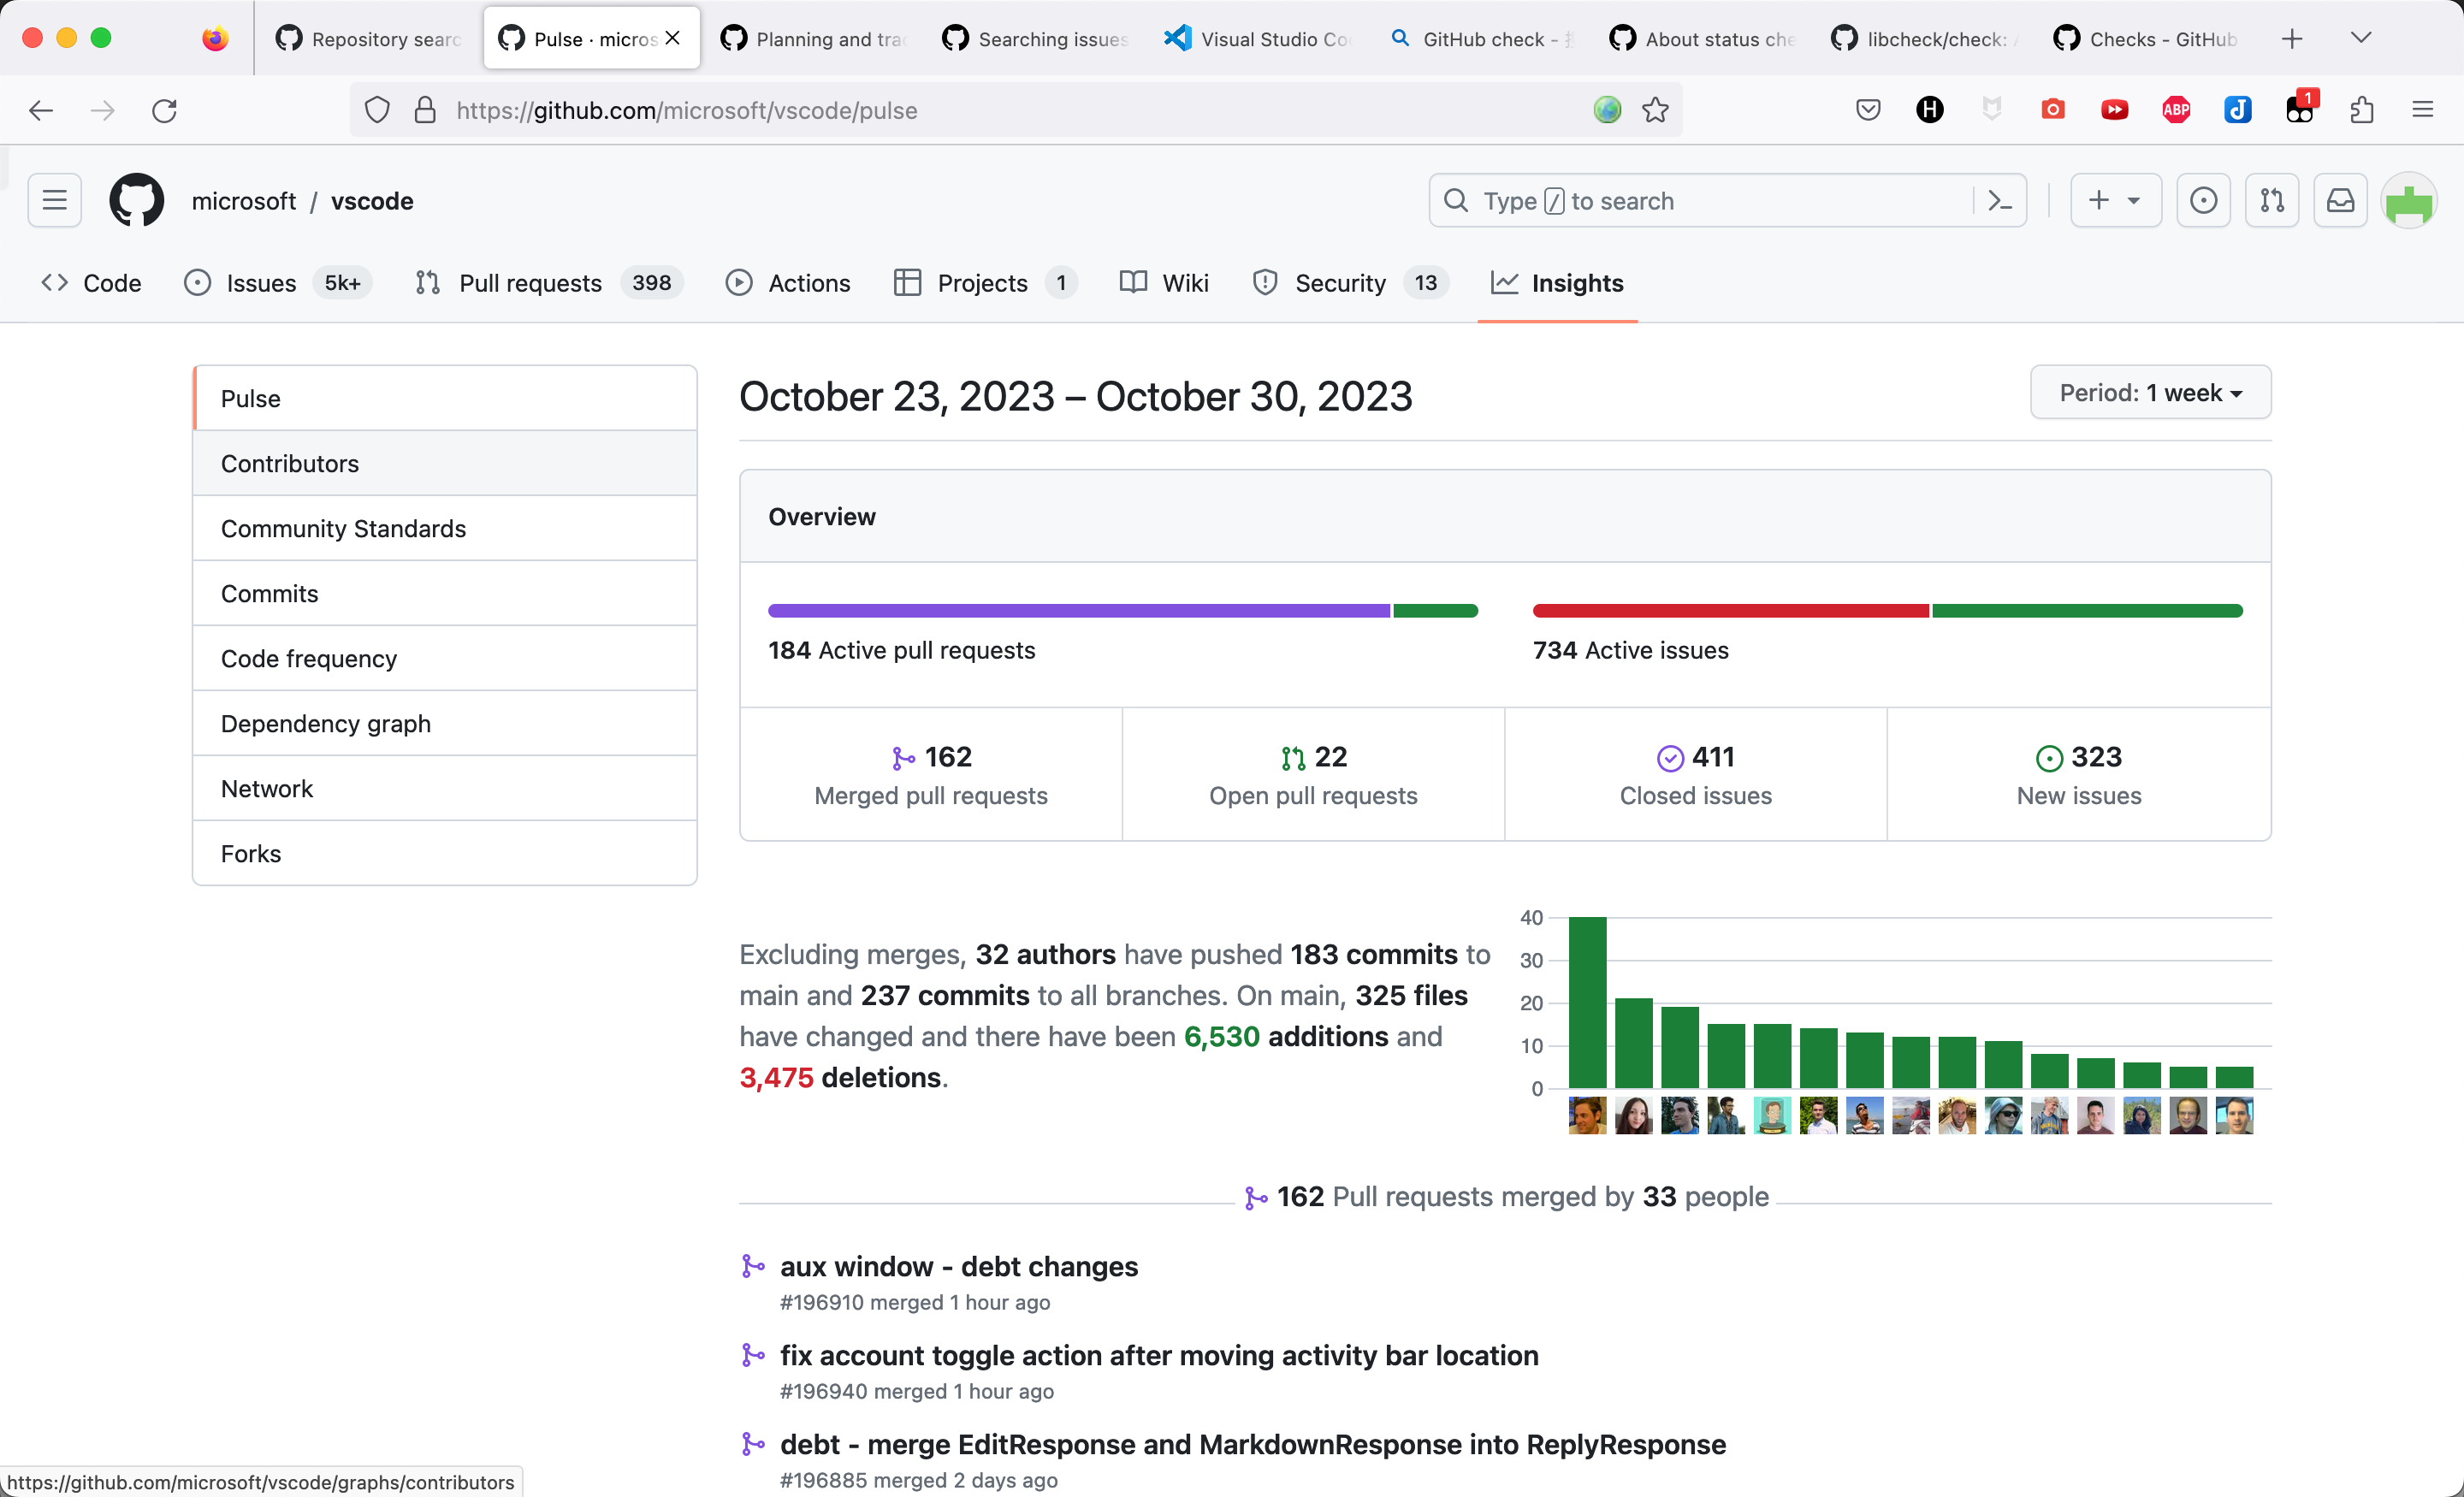 Repository searc
Pulse · micros
Planning and tra
Searching issues
Visual Studio Co
GitHub check -
About status che
libcheck/check:
Checks - GitHub
https://github.com/microsoft/vscode/pulse
H
ABP
1
microsoft / vscode
Type / to search
Code
Issues 5k+
Pull requests 398
Actions
Projects 1
Wiki
Security 13
Insights
Pulse
Contributors
Community Standards
Commits
Code frequency
Dependency graph
Network
Forks
October 23, 2023 – October 30, 2023
Period: 1 week
Overview
184 Active pull requests
734 Active issues
162
Merged pull requests
22
Open pull requests
411
Closed issues
323
New issues
Excluding merges, 32 authors have pushed 183 commits to
main and 237 commits to all branches. On main, 325 files
have changed and there have been 6,530 additions and
3,475 deletions.
40
30
20
10
0
162 Pull requests merged by 33 people
aux window - debt changes
#196910 merged 1 hour ago
fix account toggle action after moving activity bar location
#196940 merged 1 hour ago
debt - merge EditResponse and MarkdownResponse into ReplyResponse
#196885 merged 2 days ago
https://github.com/microsoft/vscode/graphs/contributors